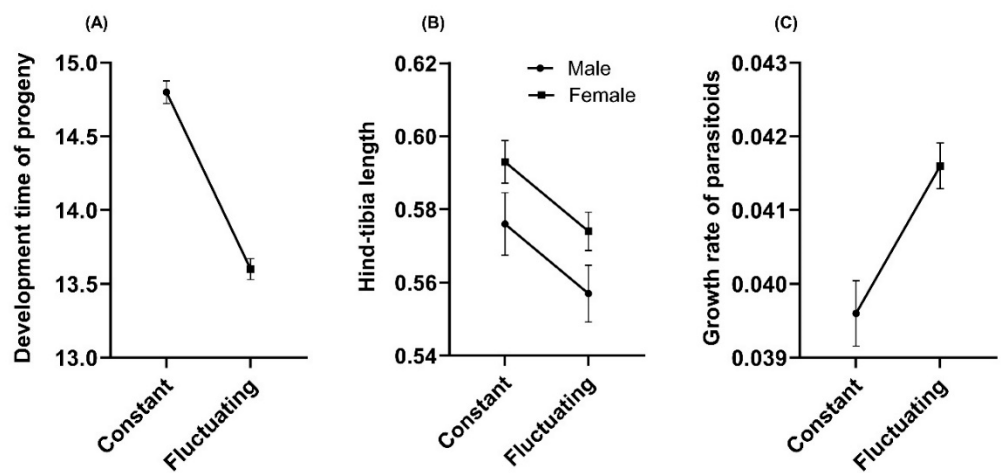 (A)
Development time of progeny
15.0
14.5
14.0
13.5
13.0
Constant
Fluctuating
(B)
Hind-tibia length
0.62
0.60
0.58
0.56
0.54
Male
Female
Constant
Fluctuating
(C)
Growth rate of parasitoids
0.043
0.042
0.041
0.040
0.039
Constant
Fluctuating